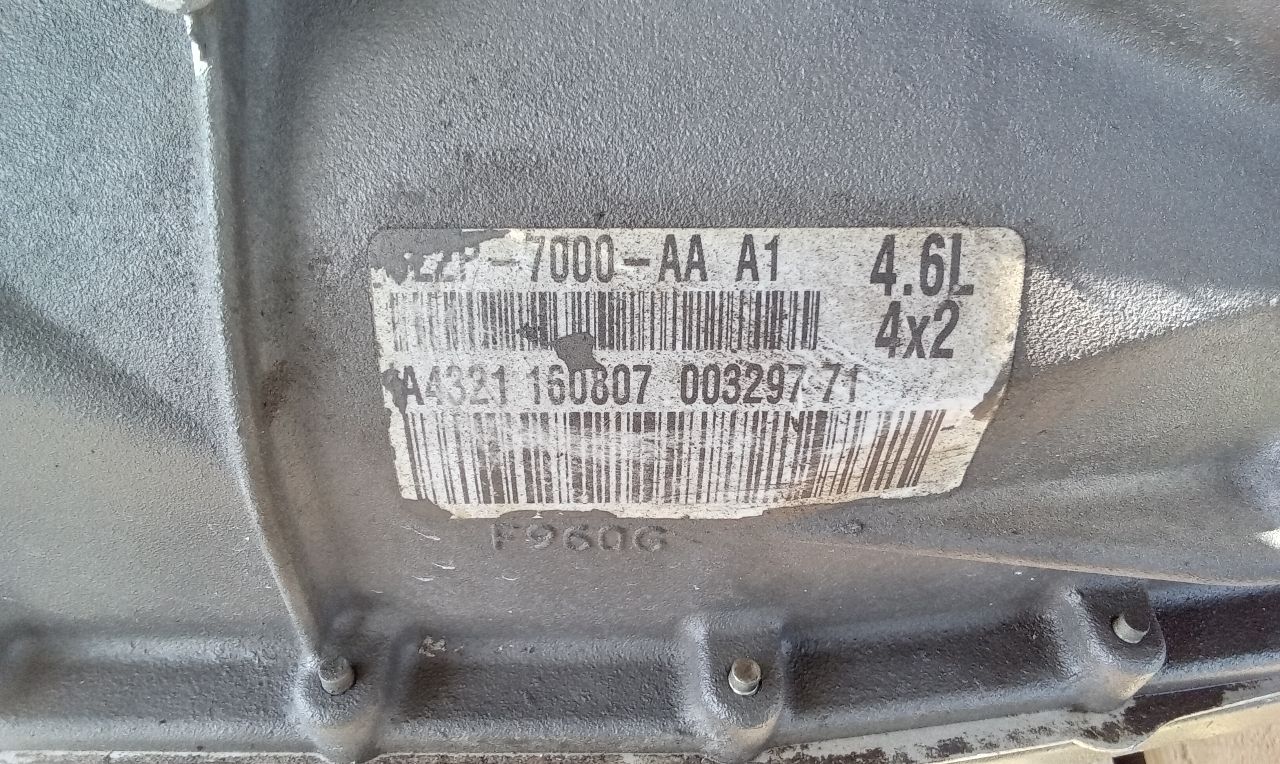 -7000-AA A1
4.6L
4x2
A4321 160807 003297 71
F960G